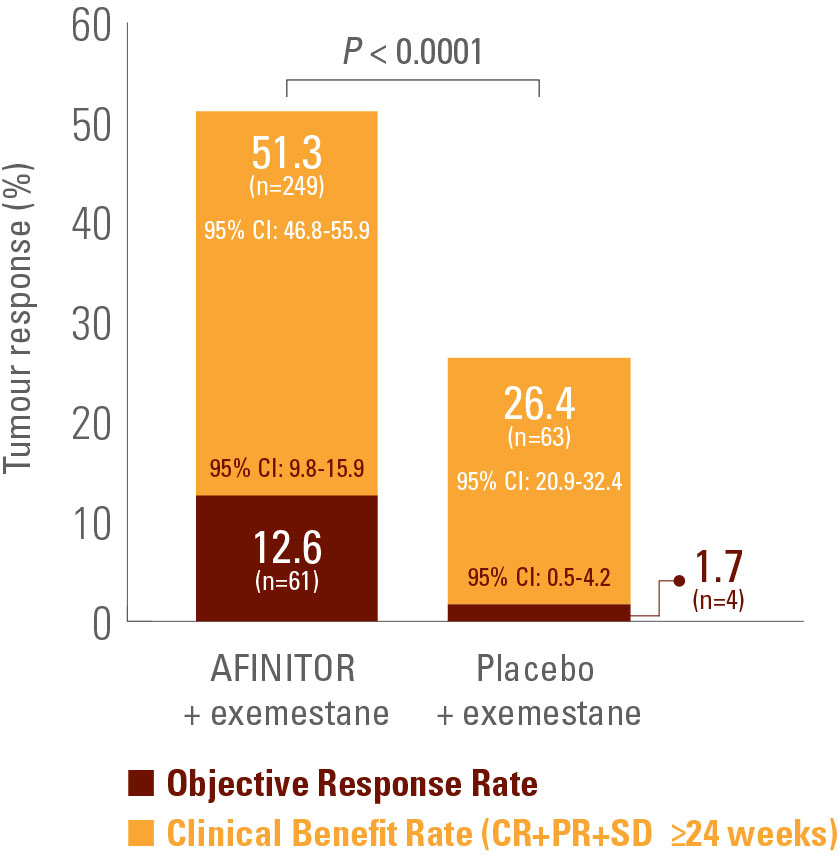 60
P < 0.0001
50
51.3
(n=249)
95% CI: 46.8-55.9
40
Tumour response (%)
30
26.4
(n=63)
20
95% CI: 9.8-15.9
95% CI: 20.9-32.4
10
12.6
(n=61)
95% CI: 0.5-4.2
1.7
(n=4)
0
AFINITOR
+ exemestane
Placebo
+ exemestane
Objective Response Rate
Clinical Benefit Rate (CR+PR+SD ≥24 weeks)